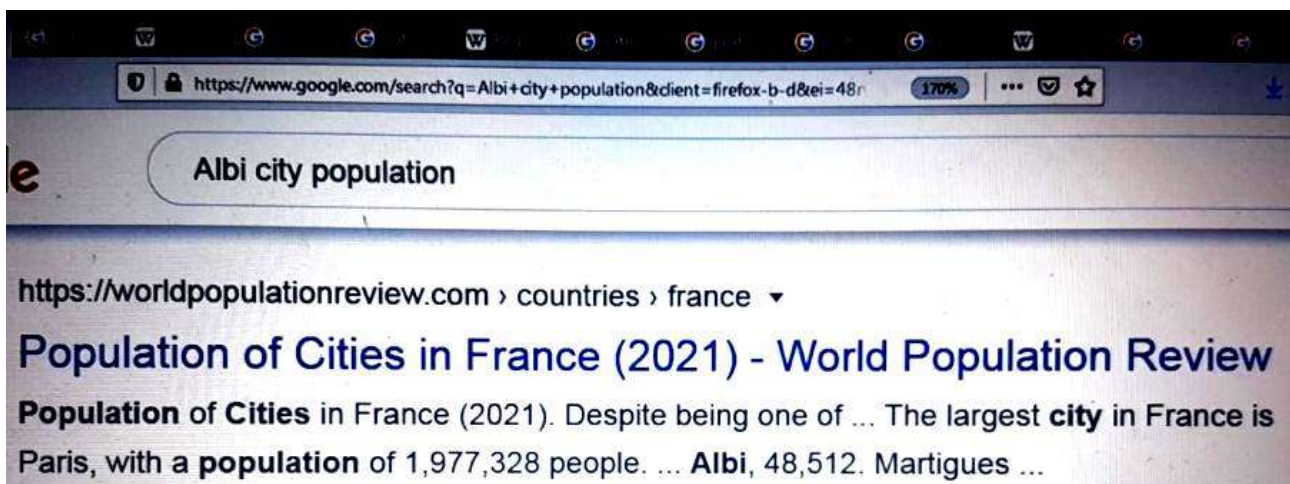 https://www.google.com/search?q=Albi+city+population&client=firefox-b-d&ei=48r 170%
Albi city population
https://worldpopulationreview.com › countries › france
Population of Cities in France (2021) - World Population Review
Population of Cities in France (2021). Despite being one of ... The largest city in France is
Paris, with a population of 1,977,328 people. ... Albi, 48,512. Martigues ...